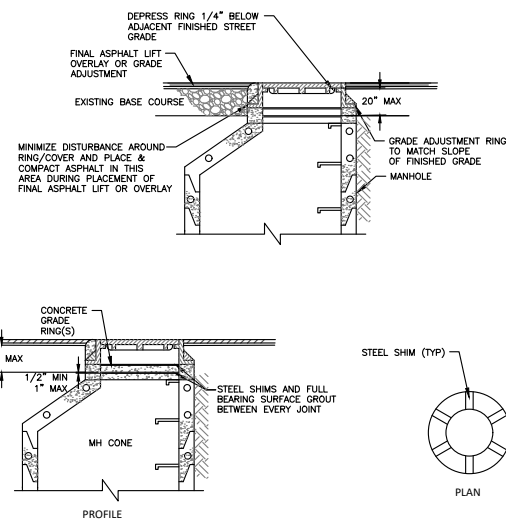 DEPRESS RING 1/4" BELOW
ADJACENT FINISHED STREET
GRADE
FINAL ASPHALT LIFT
OVERLAY OR GRADE
ADJUSTMENT
EXISTING BASE COURSE
20" MAX
MINIMIZE DISTURBANCE AROUND
RING/COVER AND PLACE &
COMPACT ASPHALT IN THIS
AREA DURING PLACEMENT OF
FINAL ASPHALT LIFT OR OVERLAY
GRADE ADJUSTMENT RING
TO MATCH SLOPE
OF FINISHED GRADE
MANHOLE
CONCRETE
GRADE
RING(S)
MAX
1/2" MIN
1" MAX
STEEL SHIMS AND FULL
BEARING SURFACE GROUT
BETWEEN EVERY JOINT
MH CONE
PROFILE
STEEL SHIM (TYP)
PLAN